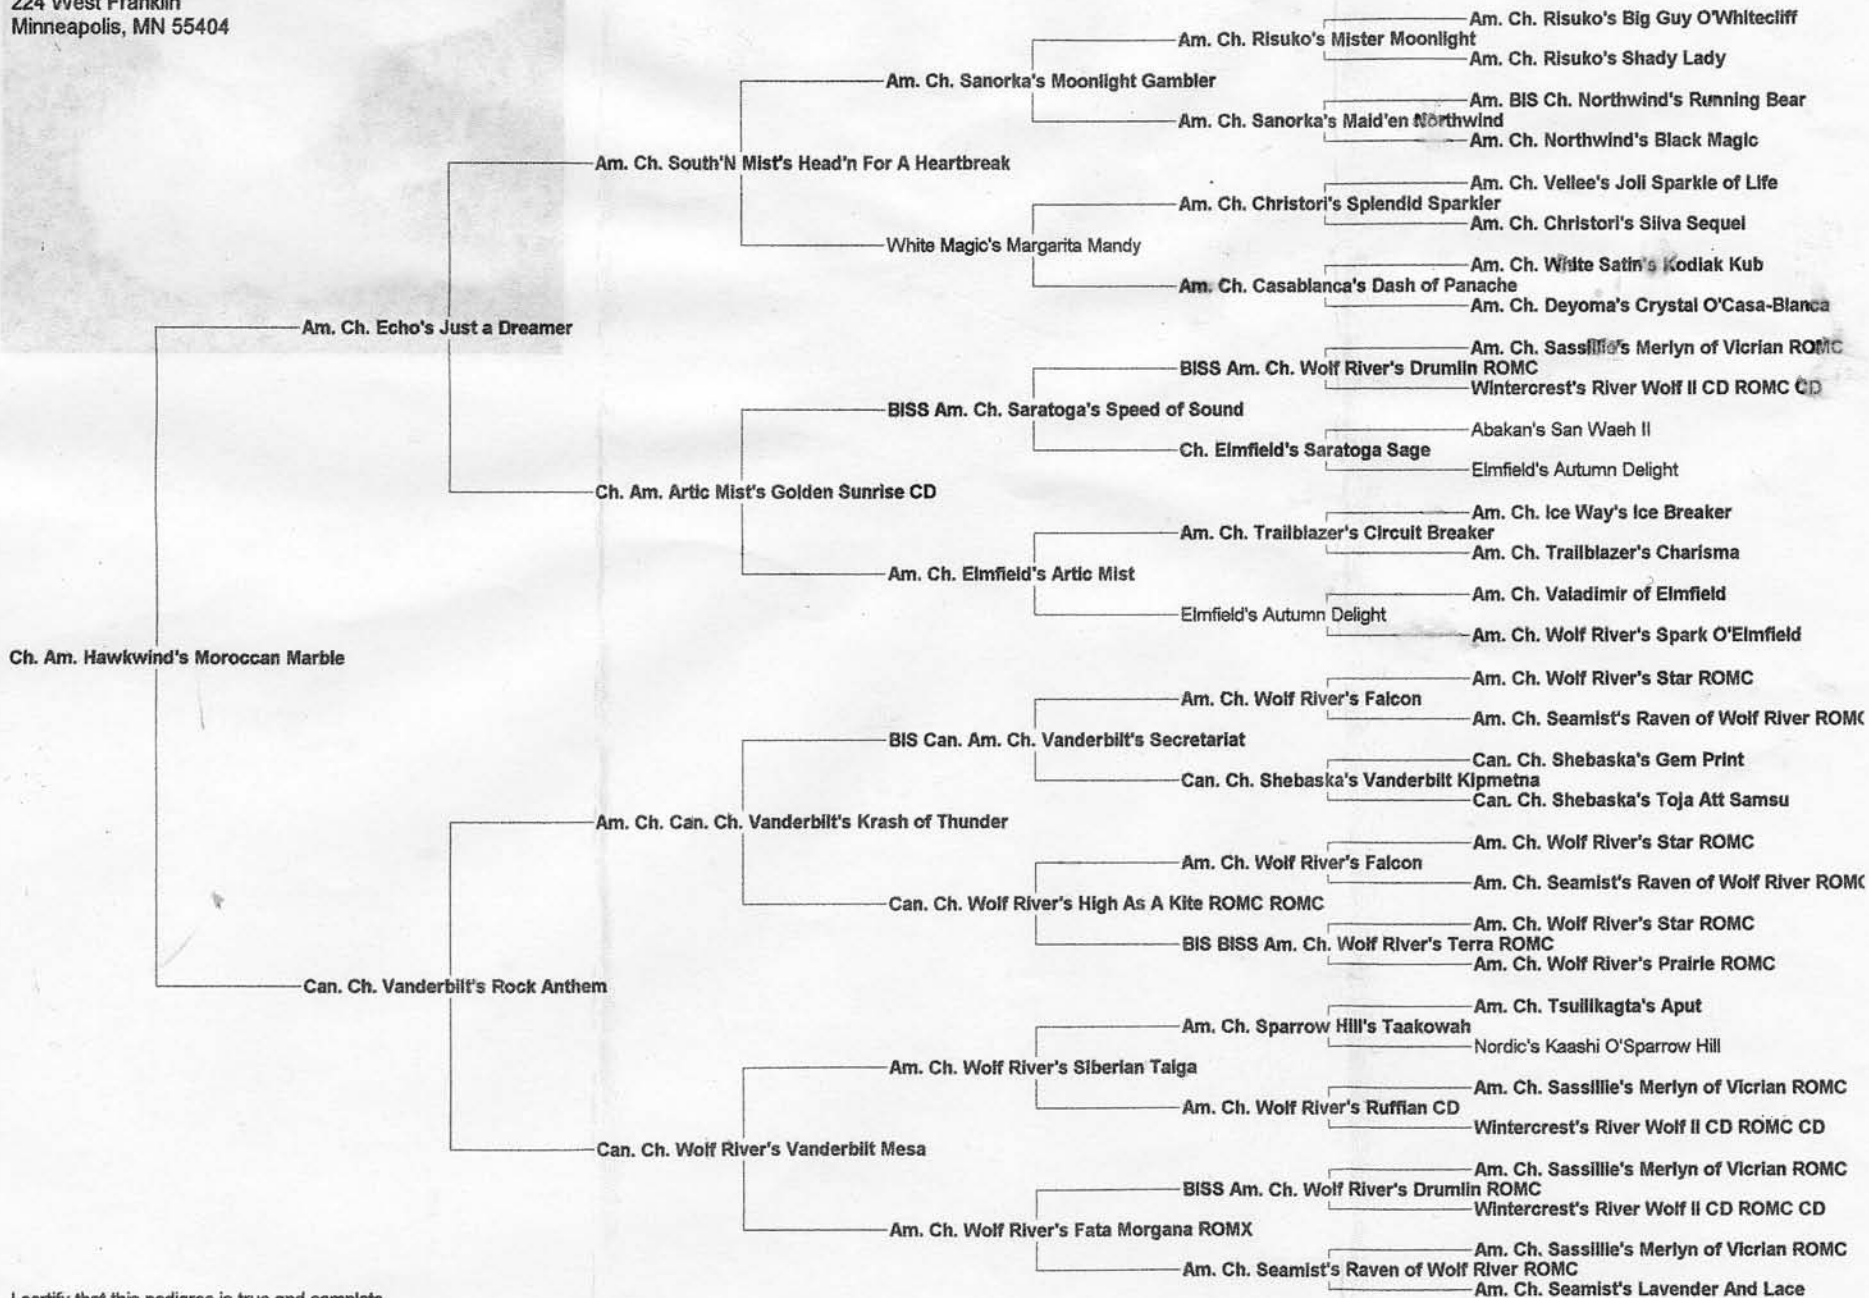 224 West Franklin
Minneapolis, MN 55404
Am. Ch. Risuko's Big Guy O'Whitecliff
Am. Ch. Risuko's Mister Moonlight
Am. Ch. Risuko's Shady Lady
Am. Ch. Sanorka's Moonlight Gambler
Am. BIS Ch. Northwind's Running Bear
Am. Ch. Sanorka's Maid'en Northwind
Am. Ch. Northwind's Black Magic
Am. Ch. South'N Mist's Head'n For A Heartbreak
Am. Ch. Vellee's Joli Sparkle of Life
Am. Ch. Christori's Splendid Sparkler
Am. Ch. Christori's Silva Sequel
White Magic's Margarita Mandy
Am. Ch. White Satin's Kodiak Kub
Am. Ch. Casablanca's Dash of Panache
Am. Ch. Deyoma's Crystal O'Casa-Blanca
Am. Ch. Echo's Just a Dreamer
Am. Ch. Sassillie's Merlyn of Vicrian ROMC
BISS Am. Ch. Wolf River's Drumlin ROMC
Wintercrest's River Wolf II CD ROMC CD
BISS Am. Ch. Saratoga's Speed of Sound
Abakan's San Waeh II
Ch. Elmfield's Saratoga Sage
Elmfield's Autumn Delight
Ch. Am. Artic Mist's Golden Sunrise CD
Am. Ch. Ice Way's Ice Breaker
Am. Ch. Trailblazer's Circuit Breaker
Am. Ch. Trailblazer's Charisma
Am. Ch. Elmfield's Artic Mist
Am. Ch. Valadimir of Elmfield
Elmfield's Autumn Delight
Am. Ch. Wolf River's Spark O'Elmfield
Ch. Am. Hawkwind's Moroccan Marble
Am. Ch. Wolf River's Star ROMC
Am. Ch. Wolf River's Falcon
Am. Ch. Seamist's Raven of Wolf River ROMC
BIS Can. Am. Ch. Vanderbilt's Secretariat
Can. Ch. Shebaska's Gem Print
Can. Ch. Shebaska's Vanderbilt Kipmetna
Can. Ch. Shebaska's Toja Att Samsu
Am. Ch. Can. Ch. Vanderbilt's Krash of Thunder
Am. Ch. Wolf River's Star ROMC
Am. Ch. Wolf River's Falcon
Am. Ch. Seamist's Raven of Wolf River ROMC
Can. Ch. Wolf River's High As A Kite ROMC ROMC
Am. Ch. Wolf River's Star ROMC
BIS BISS Am. Ch. Wolf River's Terra ROMC
Am. Ch. Wolf River's Prairie ROMC
Can. Ch. Vanderbilt's Rock Anthem
Am. Ch. Tsuilikagta's Aput
Am. Ch. Sparrow Hill's Taakowah
Nordic's Kaashi O'Sparrow Hill
Am. Ch. Wolf River's Siberian Taiga
Am. Ch. Sassillie's Merlyn of Vicrian ROMC
Am. Ch. Wolf River's Ruffian CD
Wintercrest's River Wolf II CD ROMC CD
Can. Ch. Wolf River's Vanderbilt Mesa
Am. Ch. Sassillie's Merlyn of Vicrian ROMC
BISS Am. Ch. Wolf River's Drumlin ROMC
Wintercrest's River Wolf II CD ROMC CD
Am. Ch. Wolf River's Fata Morgana ROMX
Am. Ch. Sassillie's Merlyn of Vicrian ROMC
Am. Ch. Seamist's Raven of Wolf River ROMC
Am. Ch. Seamist's Lavender And Lace
I certify that this pedigree is true and complete